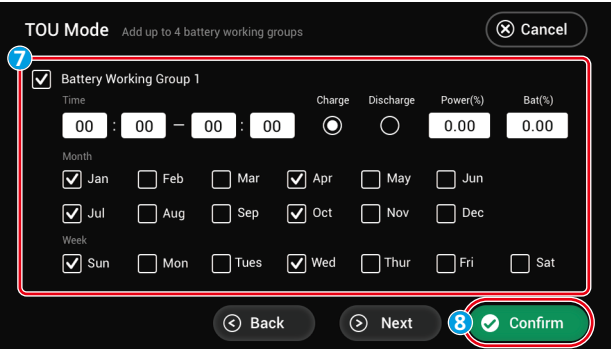 TOU Mode Add up to 4 battery working groups Cancel
7
Battery Working Group 1
Time Charge Discharge Power(%) Bat(%)
00 : 00 – 00 : 00 0.00 0.00
Month
Jan Feb Mar Apr May Jun
Jul Aug Sep Oct Nov Dec
Week
Sun Mon Tues Wed Thur Fri Sat
Back Next 8 Confirm